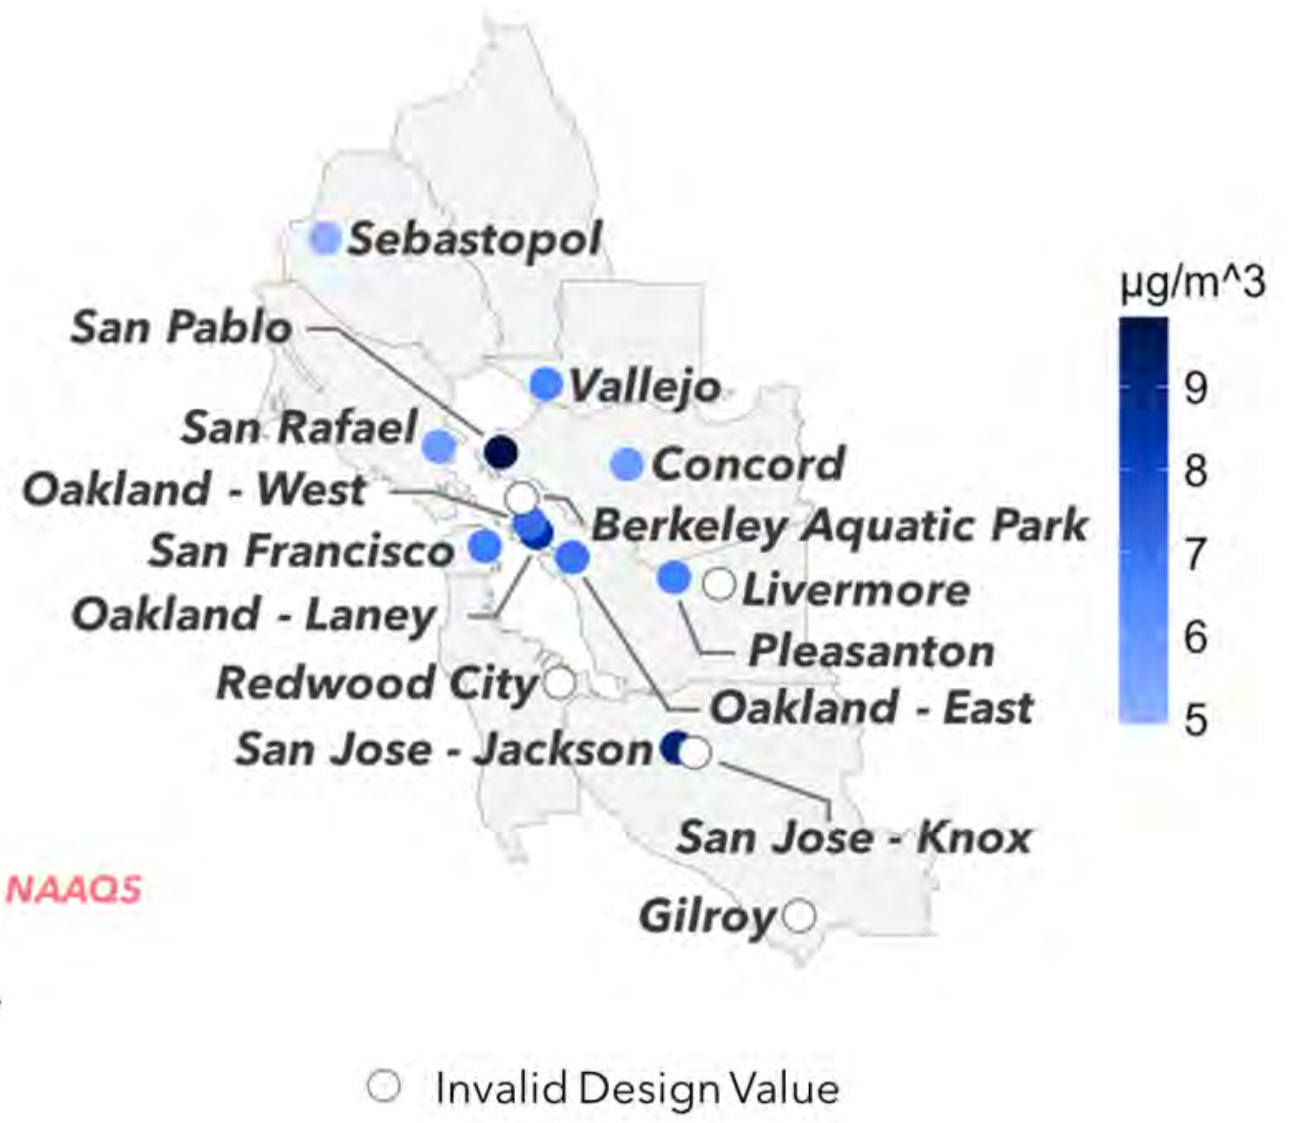 Sebastopol
µg/m^3
San Pablo
Vallejo
9
San Rafael
Concord
8
Oakland - West
Berkeley Aquatic Park
San Francisco
7
Livermore
Oakland - Laney
6
Pleasanton
Redwood City
Oakland - East
5
San Jose - Jackson
San Jose - Knox
NAAQS
Gilroy
Invalid Design Value